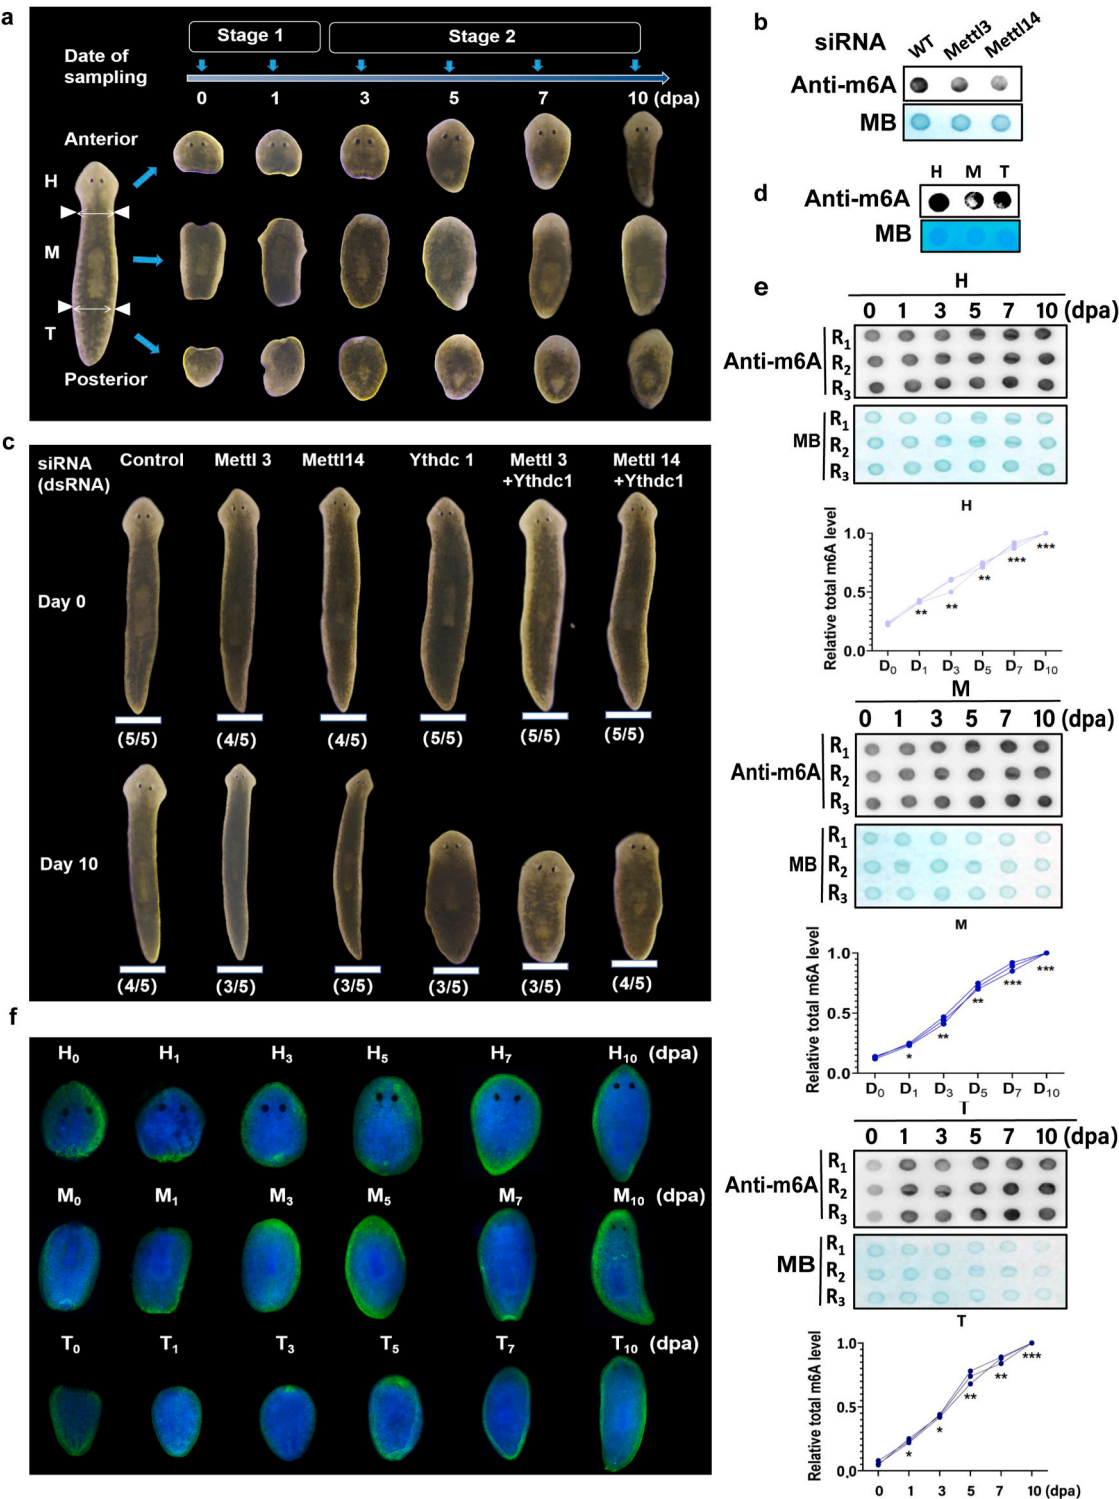 a
Stage 1
Stage 2
Date of
sampling
0 1 3 5 7 10 (dpa)
Anterior
H
M
T
Posterior
b
siRNA
WT Mettl3 Mettl14
Anti-m6A
MB
H M T
d
Anti-m6A
MB
c
siRNA
(dsRNA)
Control
Mettl 3
Mettl14
Ythdc 1
Mettl 3
+Ythdc1
Mettl 14
+Ythdc1
Day 0
(5/5) (4/5) (4/5) (5/5) (5/5) (5/5)
Day 10
(4/5) (3/5) (3/5) (3/5) (3/5) (4/5)
e
H
0 1 3 5 7 10 (dpa)
Anti-m6A
R1
R2
R3
MB
R1
R2
R3
H
Relative total m6A level
1.0
0.5
0.0
** ** ** *** ***
D0 D1 D3 D5 D7 D10
M
0 1 3 5 7 10 (dpa)
Anti-m6A
R1
R2
R3
MB
R1
R2
R3
M
Relative total m6A level
1.0
0.5
0.0
* ** ** *** ***
D0 D1 D3 D5 D7 D10
T
0 1 3 5 7 10 (dpa)
Anti-m6A
R1
R2
R3
MB
R1
R2
R3
T
Relative total m6A level
1.0
0.5
0.0
* * ** ** ***
0 1 3 5 7 10 (dpa)
f
H0 H1 H3 H5 H7 H10 (dpa)
M0 M1 M3 M5 M7 M10 (dpa)
T0 T1 T3 T5 T7 T10 (dpa)